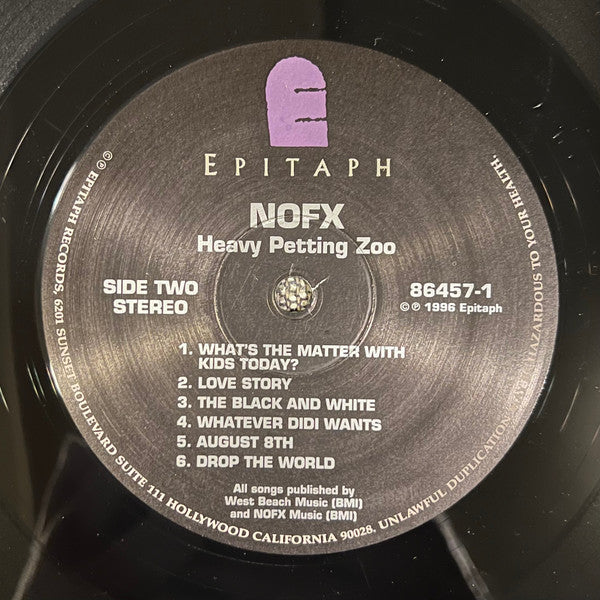 E
EPITAPH
NOFX
Heavy Petting Zoo
SIDE TWO
STEREO
86457-1
© ℗ 1996 Epitaph
1. WHAT'S THE MATTER WITH
KIDS TODAY?
2. LOVE STORY
3. THE BLACK AND WHITE
4. WHATEVER DIDI WANTS
5. AUGUST 8TH
6. DROP THE WORLD
All songs published by
West Beach Music (BMI)
and NOFX Music (BMI)
© ℗ EPITAPH RECORDS, 6201 SUNSET BOULEVARD SUITE 111 HOLLYWOOD CALIFORNIA 90028. UNLAWFUL DUPLICATION MAY BE HAZARDOUS TO YOUR HEALTH.